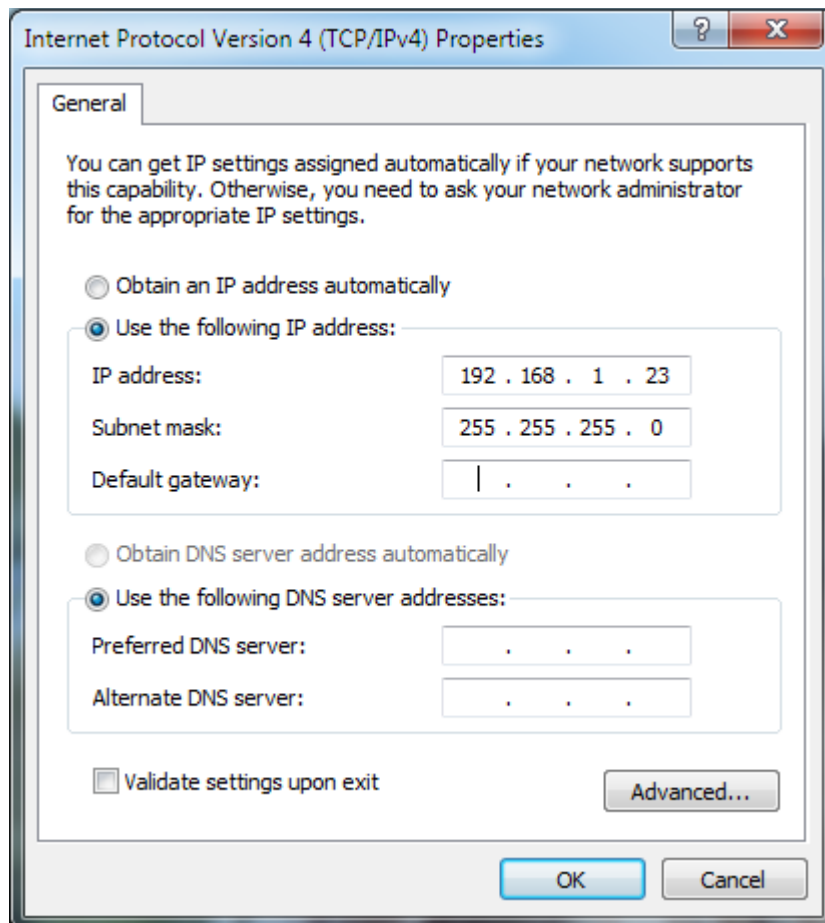 Internet Protocol Version 4 (TCP/IPv4) Properties
General
You can get IP settings assigned automatically if your network supports
this capability. Otherwise, you need to ask your network administrator
for the appropriate IP settings.
Obtain an IP address automatically
Use the following IP address:
IP address: 192 . 168 . 1 . 23
Subnet mask: 255 . 255 . 255 . 0
Default gateway: . . .
Obtain DNS server address automatically
Use the following DNS server addresses:
Preferred DNS server: . . .
Alternate DNS server: . . .
Validate settings upon exit
Advanced...
OK Cancel